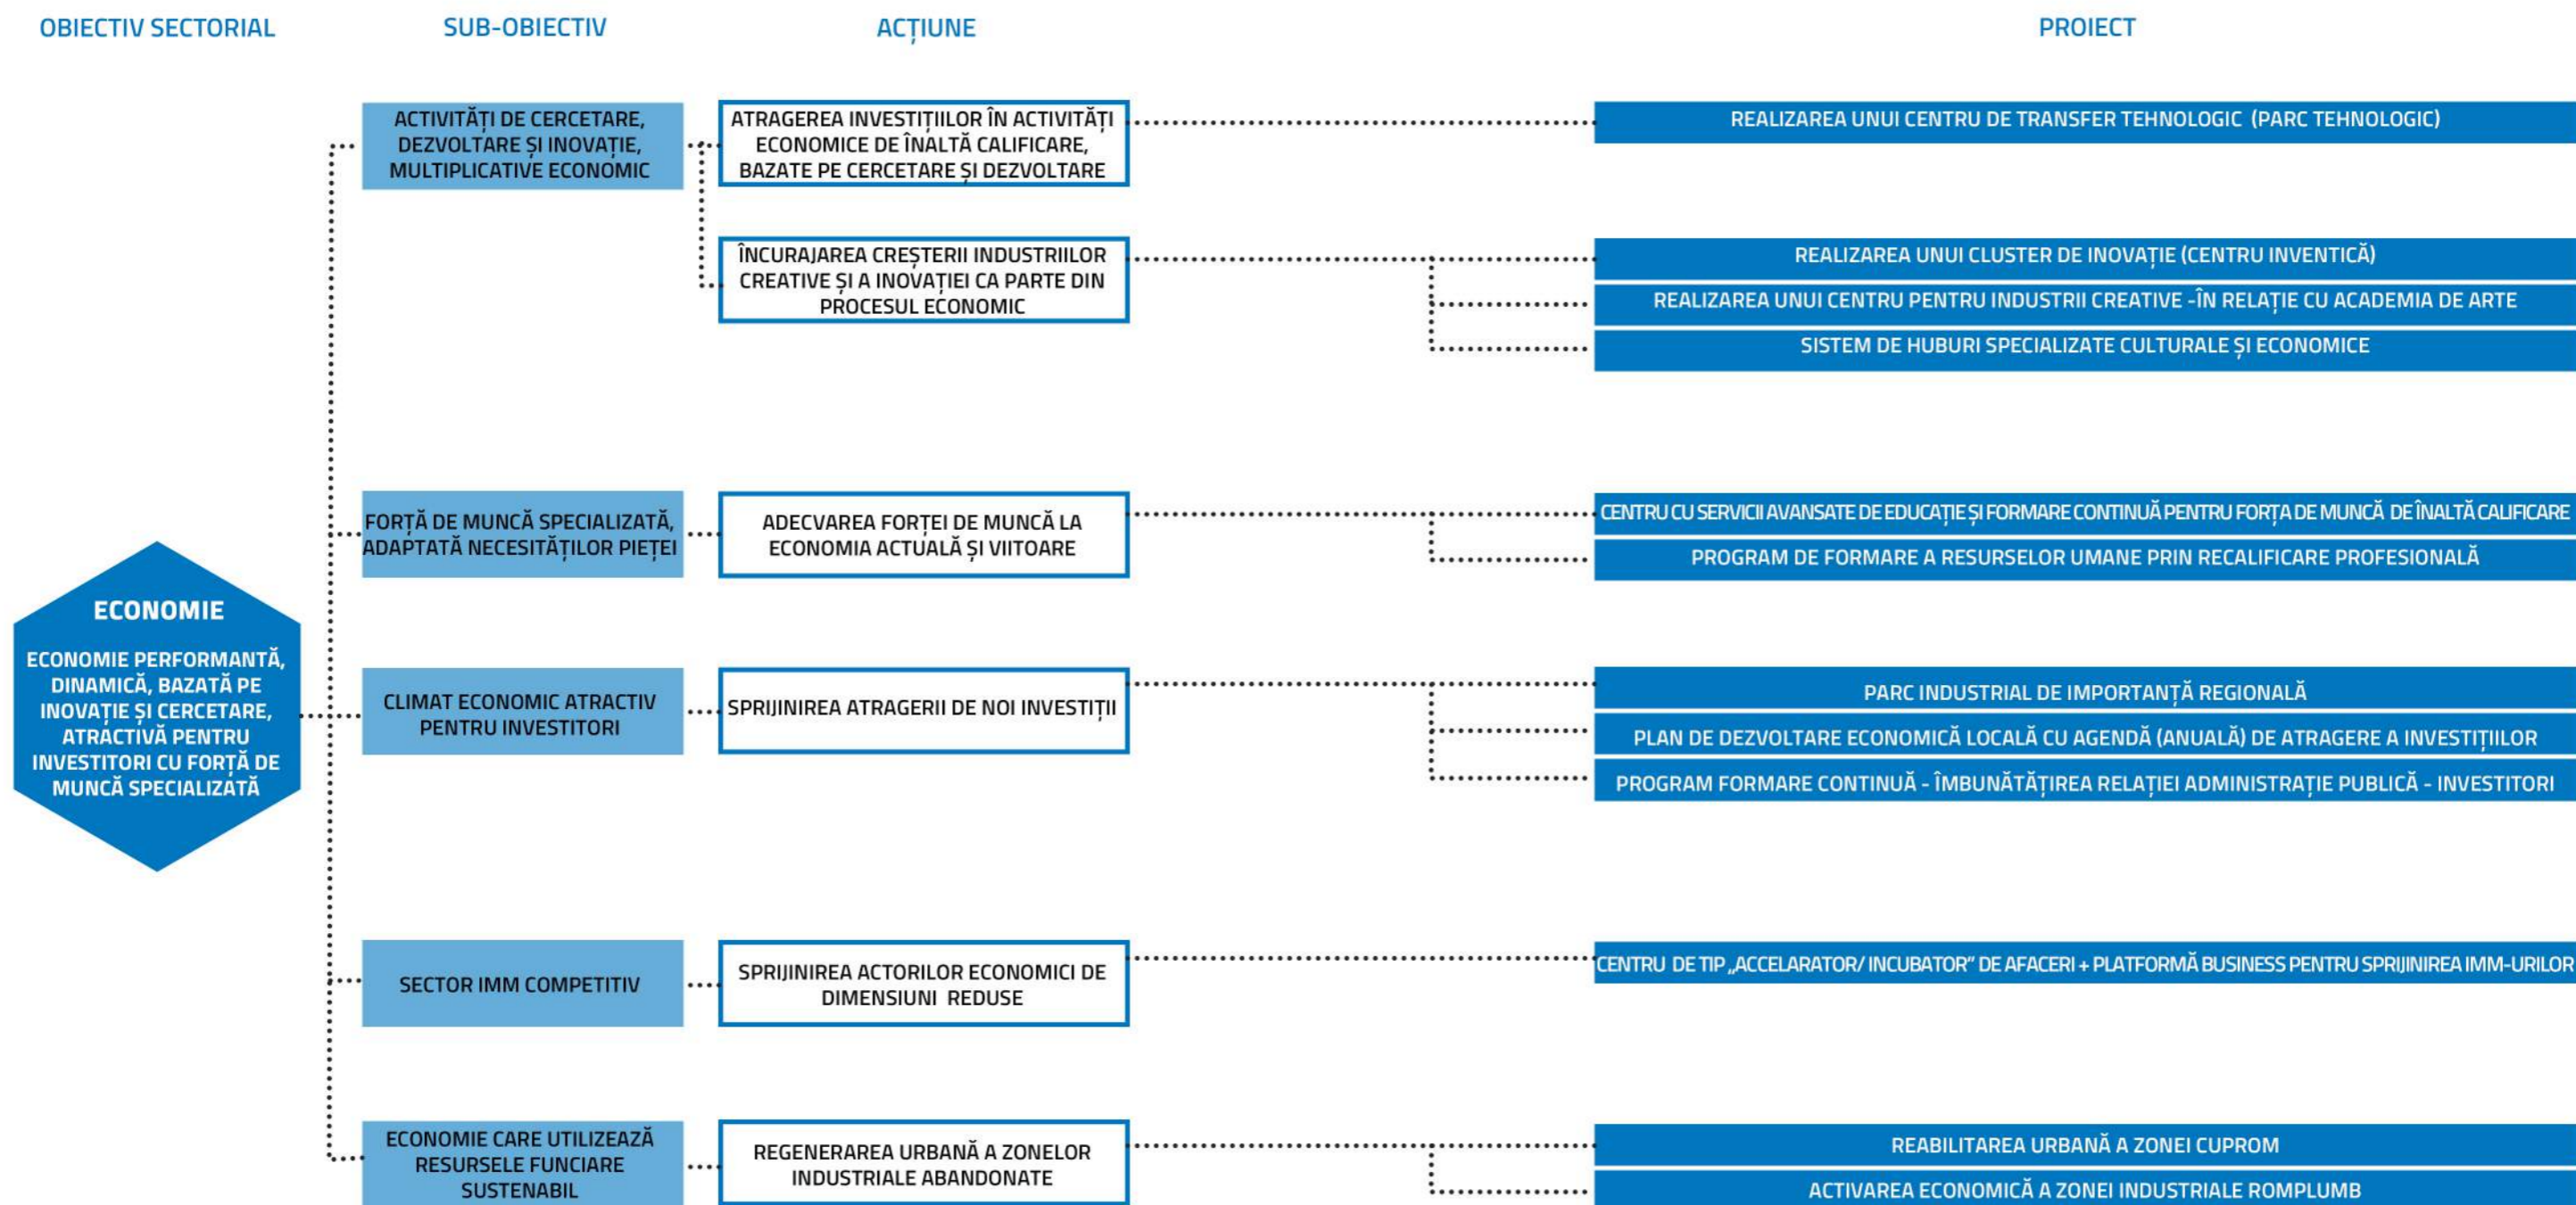 OBIECTIV SECTORIAL
SUB-OBIECTIV
ACȚIUNE
PROIECT
ECONOMIE
ECONOMIE PERFORMANTĂ,
DINAMICĂ, BAZATĂ PE
INOVAȚIE ȘI CERCETARE,
ATRACTIVĂ PENTRU
INVESTITORI CU FORȚĂ DE
MUNCĂ SPECIALIZATĂ
ACTIVITĂȚI DE CERCETARE,
DEZVOLTARE ȘI INOVAȚIE,
MULTIPLICATIVE ECONOMIC
ATRAGEREA INVESTIȚIILOR ÎN ACTIVITĂȚI
ECONOMICE DE ÎNALTĂ CALIFICARE,
BAZATE PE CERCETARE ȘI DEZVOLTARE
REALIZAREA UNUI CENTRU DE TRANSFER TEHNOLOGIC (PARC TEHNOLOGIC)
ÎNCURAJAREA CREȘTERII INDUSTRIILOR
CREATIVE ȘI A INOVAȚIEI CA PARTE DIN
PROCESUL ECONOMIC
REALIZAREA UNUI CLUSTER DE INOVAȚIE (CENTRU INVENTICĂ)
REALIZAREA UNUI CENTRU PENTRU INDUSTRII CREATIVE -ÎN RELAȚIE CU ACADEMIA DE ARTE
SISTEM DE HUBURI SPECIALIZATE CULTURALE ȘI ECONOMICE
FORȚĂ DE MUNCĂ SPECIALIZATĂ,
ADAPTATĂ NECESITĂȚILOR PIEȚEI
ADECVAREA FORȚEI DE MUNCĂ LA
ECONOMIA ACTUALĂ ȘI VIITOARE
CENTRU CU SERVICII AVANSATE DE EDUCAȚIE ȘI FORMARE CONTINUĂ PENTRU FORȚA DE MUNCĂ DE ÎNALTĂ CALIFICARE
PROGRAM DE FORMARE A RESURSELOR UMANE PRIN RECALIFICARE PROFESIONALĂ
CLIMAT ECONOMIC ATRACTIV
PENTRU INVESTITORI
SPRIJINIREA ATRAGERII DE NOI INVESTIȚII
PARC INDUSTRIAL DE IMPORTANȚĂ REGIONALĂ
PLAN DE DEZVOLTARE ECONOMICĂ LOCALĂ CU AGENDĂ (ANUALĂ) DE ATRAGERE A INVESTIȚIILOR
PROGRAM FORMARE CONTINUĂ - ÎMBUNĂTĂȚIREA RELAȚIEI ADMINISTRAȚIE PUBLICĂ - INVESTITORI
SECTOR IMM COMPETITIV
SPRIJINIREA ACTORILOR ECONOMICI DE
DIMENSIUNI REDUSE
CENTRU DE TIP „ACCELARATOR/ INCUBATOR” DE AFACERI + PLATFORMĂ BUSINESS PENTRU SPRIJINIREA IMM-URILOR
ECONOMIE CARE UTILIZEAZĂ
RESURSELE FUNCIARE
SUSTENABIL
REGENERAREA URBANĂ A ZONELOR
INDUSTRIALE ABANDONATE
REABILITAREA URBANĂ A ZONEI CUPROM
ACTIVAREA ECONOMICĂ A ZONEI INDUSTRIALE ROMPLUMB